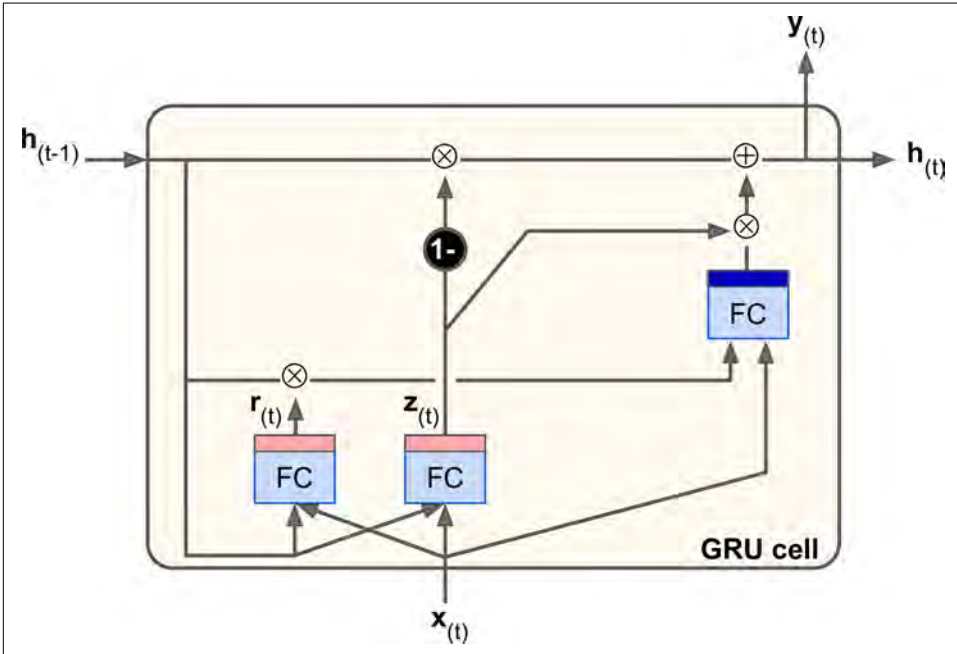 y(t)
h(t-1)
h(t)
1-
FC
r(t)
z(t)
FC
FC
GRU cell
x(t)